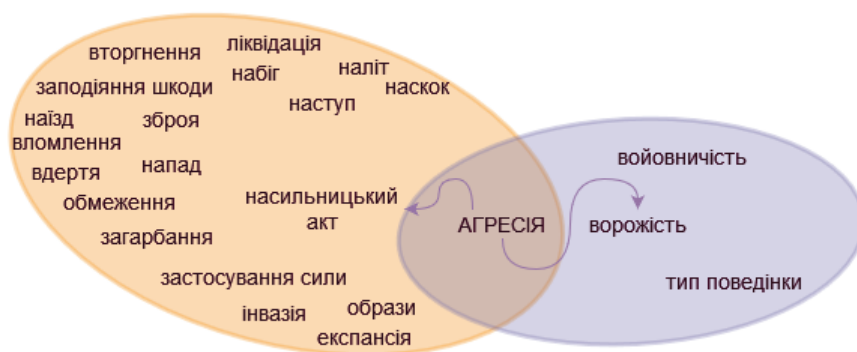 вторгнення
ліквідація
набіг
наліт
заподіяння шкоди
наскок
наступ
наїзд
зброя
вломлення
вдертя
напад
обмеження
насильницький
акт
загарбання
застосування сили
інвазія
образи
експансія
АГРЕСІЯ
войовничість
ворожість
тип поведінки